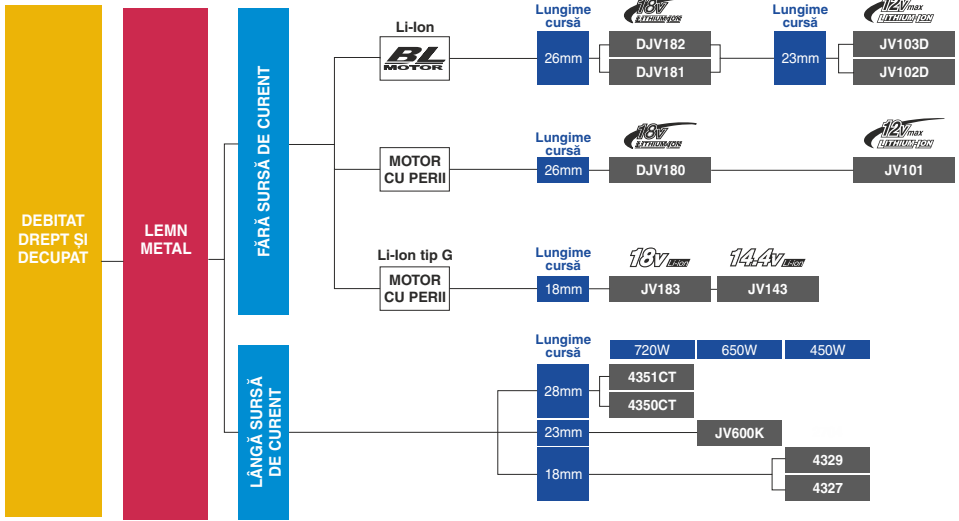 DEBITAT
DREPT ȘI
DECUPAT
LEMN
METAL
FĂRĂ SURSĂ DE CURENT
Li-Ion
BL
MOTOR
Lungime
cursă
26mm
18V
LITHIUM-ION
DJV182
DJV181
Lungime
cursă
23mm
12Vmax
LITHIUM-ION
JV103D
JV102D
MOTOR
CU PERII
Lungime
cursă
26mm
18V
LITHIUM-ION
DJV180
12Vmax
LITHIUM-ION
JV101
Li-Ion tip G
MOTOR
CU PERII
Lungime
cursă
18mm
18V Li-Ion
JV183
14.4V Li-Ion
JV143
LÂNGĂ SURSĂ
DE CURENT
Lungime
cursă
720W
650W
450W
28mm
4351CT
4350CT
23mm
JV600K
18mm
4329
4327